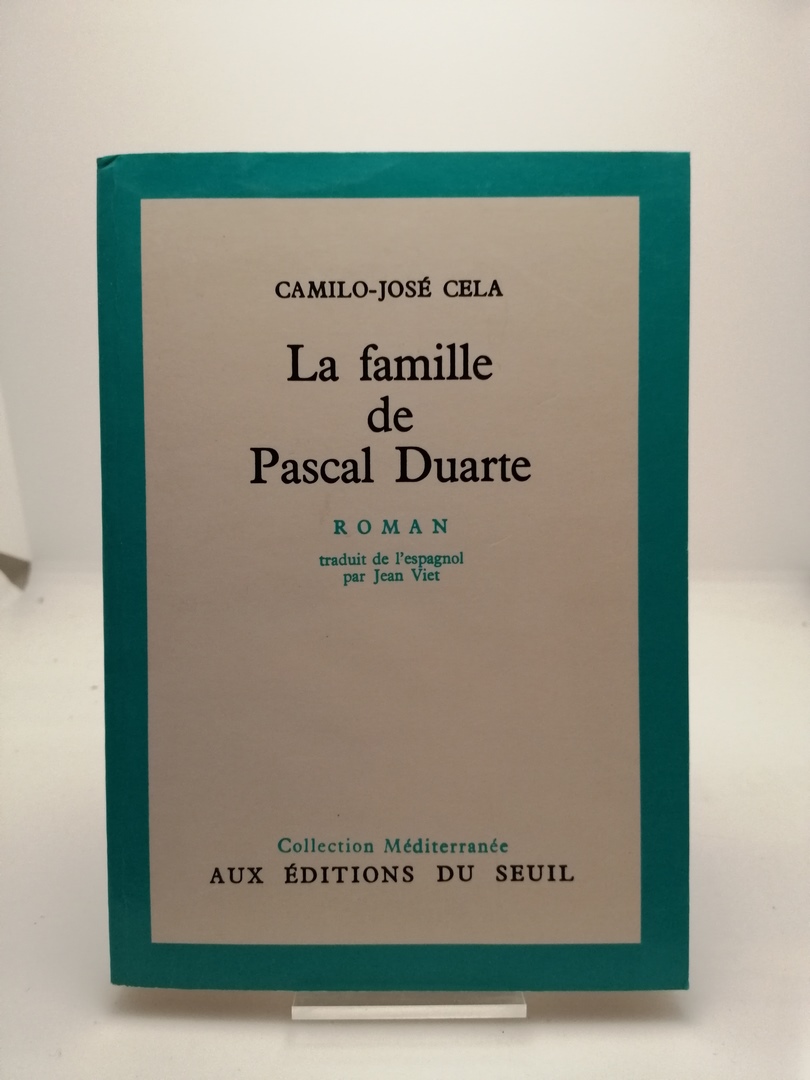 CAMILO-JOSÉ CELA
La famille
de
Pascal Duarte
ROMAN
traduit de l'espagnol
par Jean Viet
Collection Méditerranée
AUX ÉDITIONS DU SEUIL